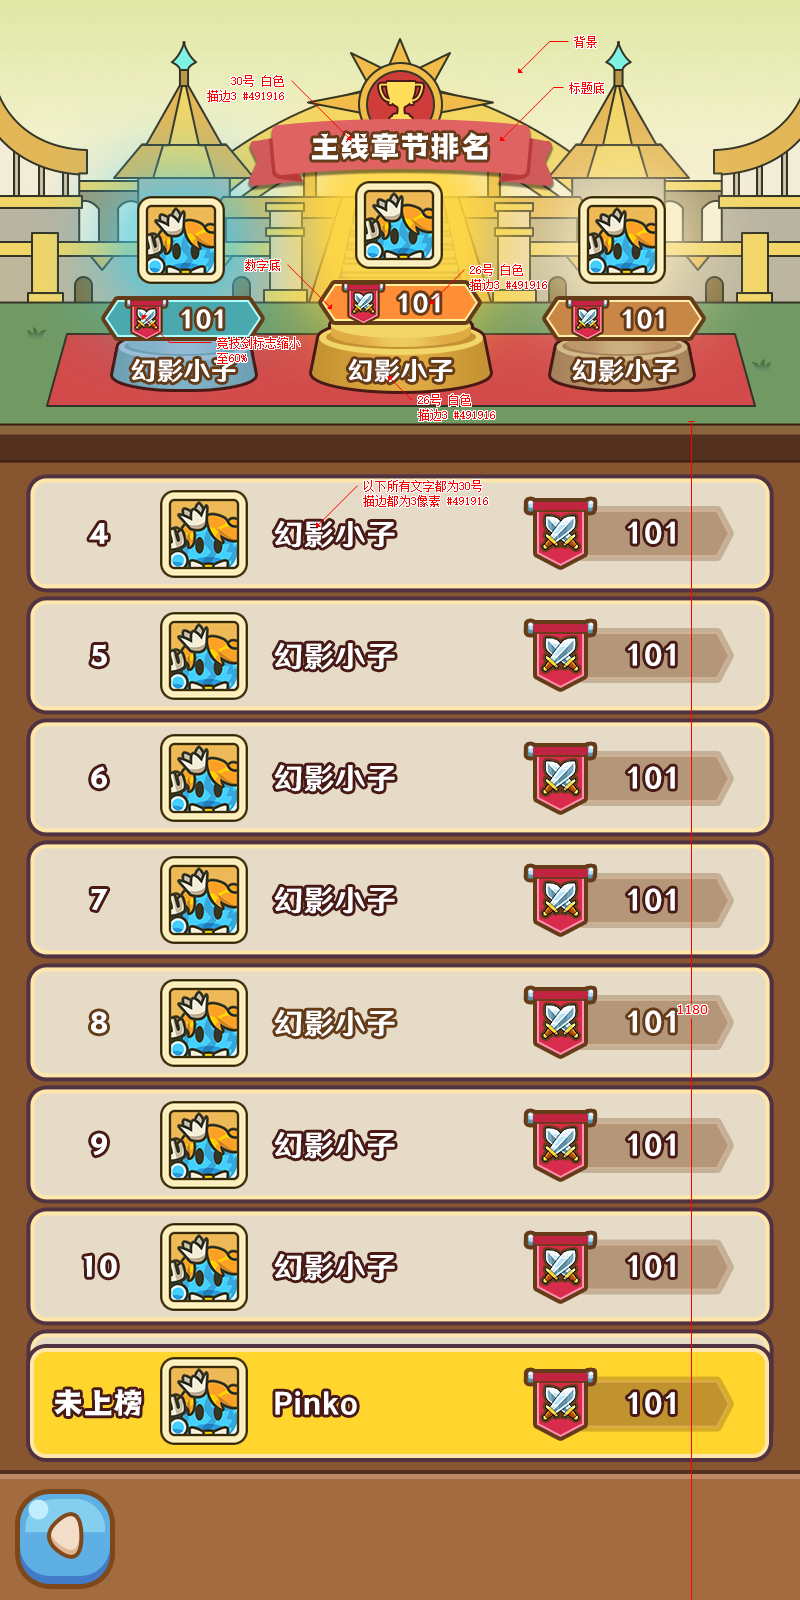 背景
30号 白色
描边3 #491916
标题底
主线章节排名
数字底
26号 白色
描边3 #491916
101
101
101
竞技剑标志缩小
至60%
幻影小子
幻影小子
幻影小子
26号 白色
描边3 #491916
以下所有文字都为30号
描边都为3像素 #491916
4 幻影小子 101
5 幻影小子 101
6 幻影小子 101
7 幻影小子 101
8 幻影小子 101
1180
9 幻影小子 101
10 幻影小子 101
未上榜 Pinko 101